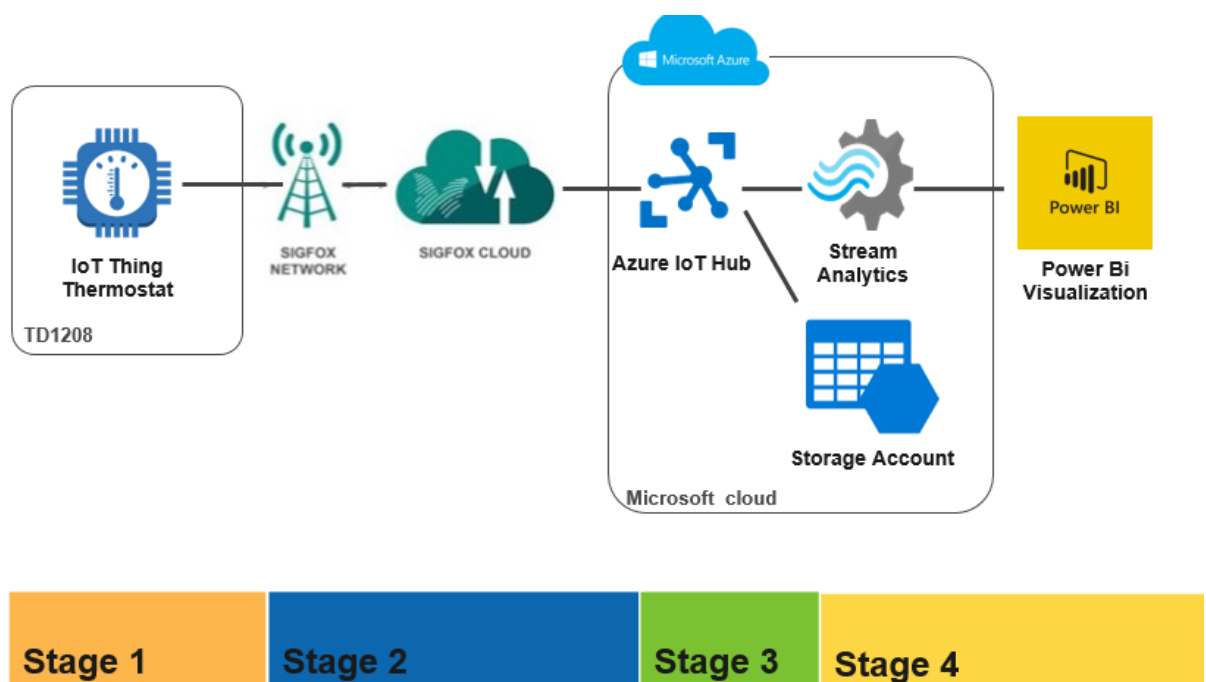 Microsoft Azure
IoT Thing
Thermostat
TD1208
SIGFOX
NETWORK
SIGFOX CLOUD
Azure IoT Hub
Stream
Analytics
Storage Account
Microsoft cloud
Power BI
Power Bi
Visualization
Stage 1
Stage 2
Stage 3
Stage 4